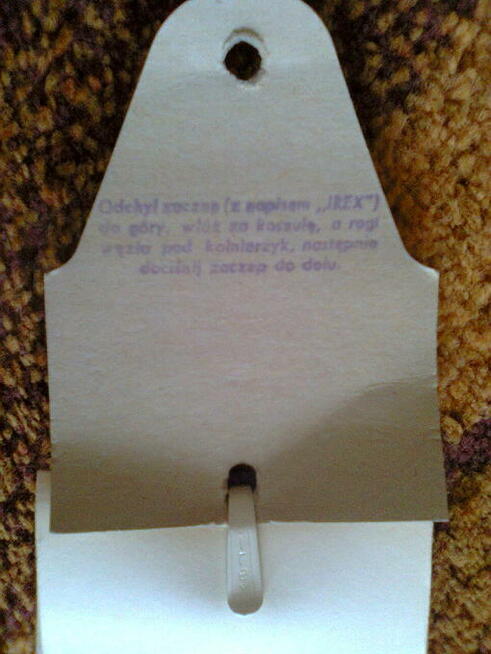 Odchyl zaczep (z napisem „IREX")
do góry, włóż za koszulę, a rogi
węzła pod kołnierzyk, następnie
dociśnij zaczep do dołu.